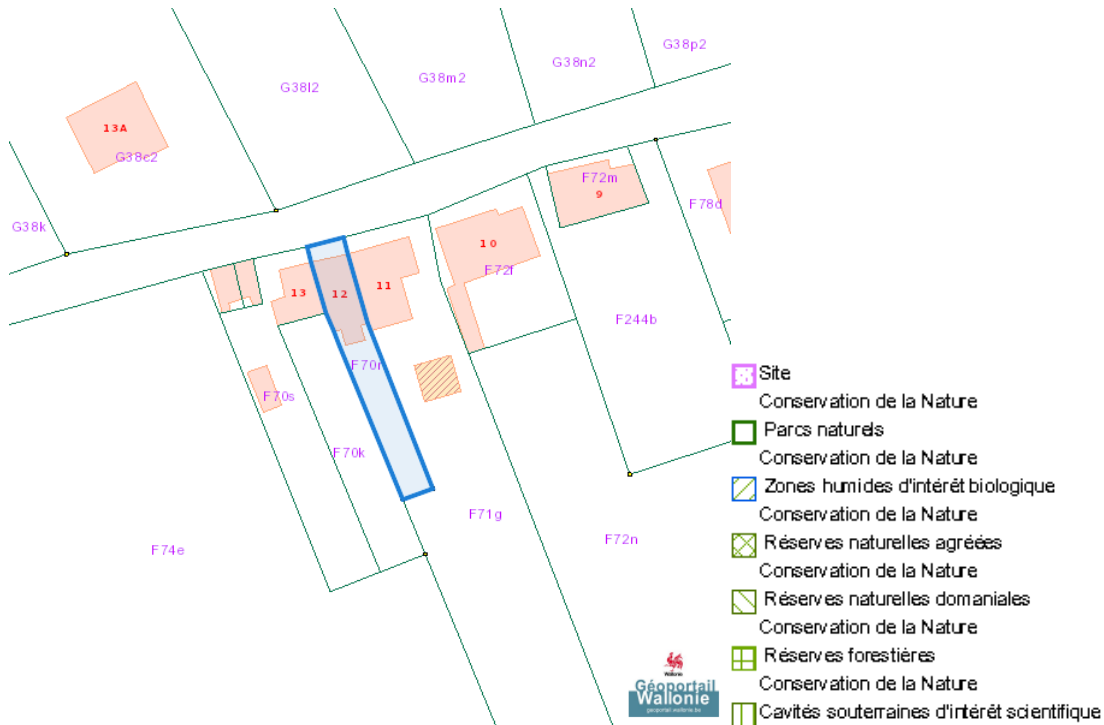 G38p2
G38n2
G38m2
G38l2
13A
G38c2
G38k
F72m
9
F78d
10
F72f
11
13
12
F244b
F70r
F70s
F70k
F71g
F72n
F74e
Site
Conservation de la Nature
Parcs naturels
Conservation de la Nature
Zones humides d'intérêt biologique
Conservation de la Nature
Réserves naturelles agréées
Conservation de la Nature
Réserves naturelles domaniales
Conservation de la Nature
Réserves forestières
Conservation de la Nature
Cavités souterraines d'intérêt scientifique
Wallonie
Géoportail
Wallonie
geoportail.wallonie.be